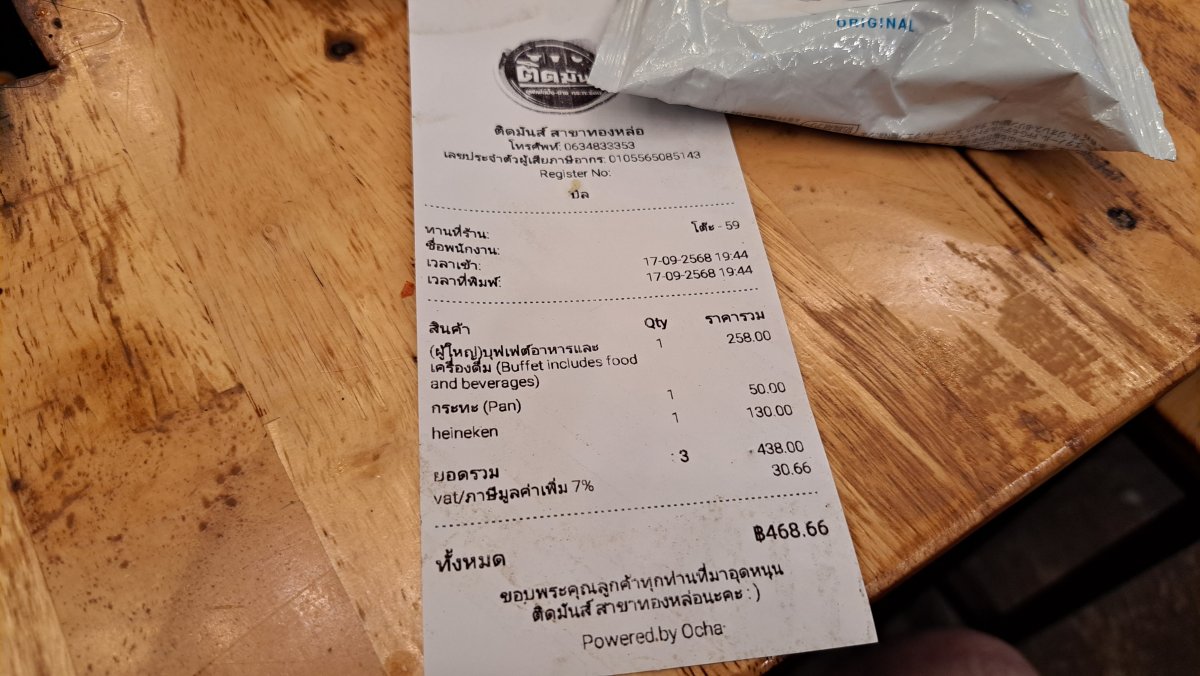 ORIGINAL
ติดมันส์
ติดมันส์ สาขาทองหล่อ
โทรศัพท์: 0634833353
เลขประจำตัวผู้เสียภาษีอากร: 0105565085143
Register No:
บิล
ทานที่ร้าน: โต๊ะ - 59
ชื่อพนักงาน:
เวลาเข้า: 17-09-2568 19:44
เวลาที่พิมพ์: 17-09-2568 19:44
สินค้า Qty ราคารวม
(ผู้ใหญ่)บุฟเฟต์อาหารและ 1 258.00
เครื่องดื่ม (Buffet includes food
and beverages)
กระทะ (Pan) 1 50.00
heineken 1 130.00
ยอดรวม : 3 438.00
vat/ภาษีมูลค่าเพิ่ม 7% 30.66
ทั้งหมด ฿468.66
ขอบพระคุณลูกค้าทุกท่านที่มาอุดหนุน
ติดมันส์ สาขาทองหล่อนะคะ : )
Powered.by Ocha